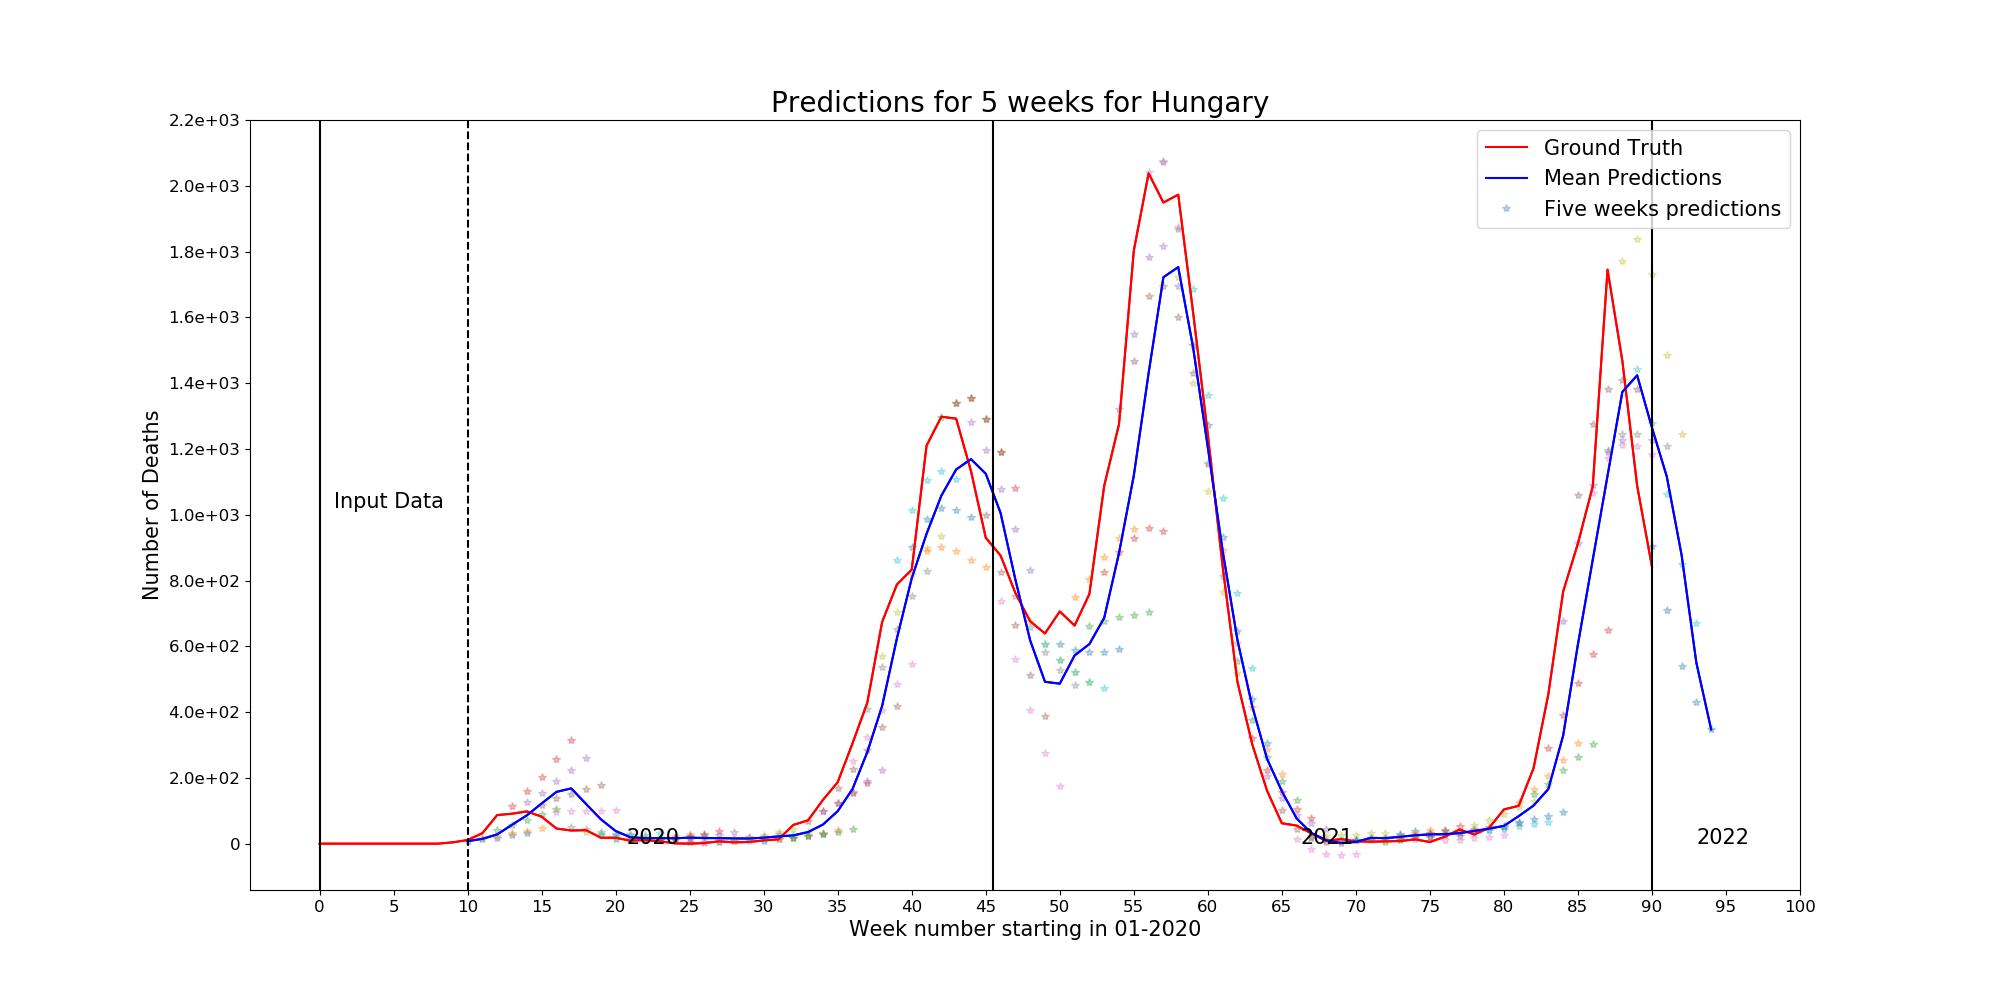 Predictions for 5 weeks for Hungary
2.2e+03
2.0e+03
1.8e+03
1.6e+03
1.4e+03
1.2e+03
1.0e+03
8.0e+02
6.0e+02
4.0e+02
2.0e+02
0
Number of Deaths
Input Data
Ground Truth
Mean Predictions
Five weeks predictions
2020
2021
2022
0 5 10 15 20 25 30 35 40 45 50 55 60 65 70 75 80 85 90 95 100
Week number starting in 01-2020